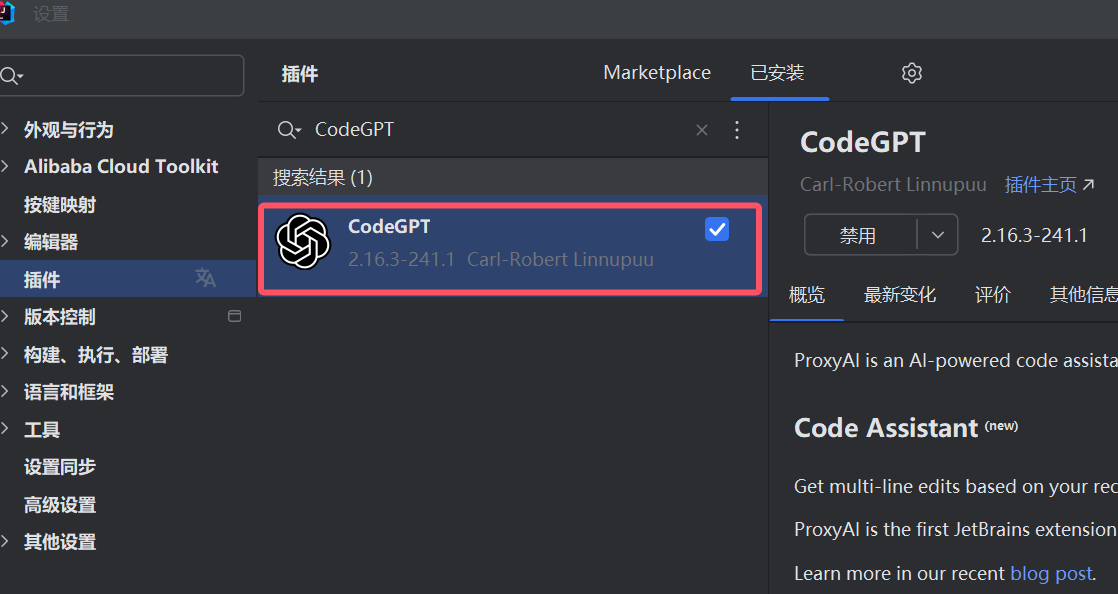 设置
插件
Marketplace
已安装
外观与行为
Alibaba Cloud Toolkit
按键映射
编辑器
插件
版本控制
构建、执行、部署
语言和框架
工具
设置同步
高级设置
其他设置
CodeGPT
搜索结果 (1)
CodeGPT
2.16.3-241.1 Carl-Robert Linnupuu
CodeGPT
Carl-Robert Linnupuu 插件主页
禁用 2.16.3-241.1
概览 最新变化 评价 其他信息
ProxyAI is an AI-powered code assista
Code Assistant (new)
Get multi-line edits based on your rec
ProxyAI is the first JetBrains extension
Learn more in our recent blog post.